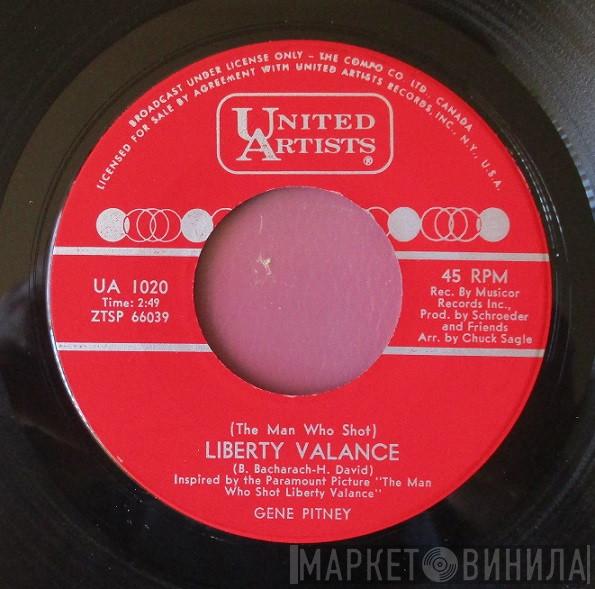 BROADCAST UNDER LICENSE ONLY - THE COMPO CO. LTD., CANADA
LICENSED FOR SALE BY AGREEMENT WITH UNITED ARTISTS RECORDS, INC., N.Y., U.S.A.
UNITED
ARTISTS ®
UA 1020
Time: 2:49
ZTSP 66039
45 RPM
Rec. By Musicor
Records Inc.,
Prod. by Schroeder
and Friends
Arr. by Chuck Sagle
(The Man Who Shot)
LIBERTY VALANCE
(B. Bacharach-H. David)
Inspired by the Paramount Picture "The Man
Who Shot Liberty Valance"
GENE PITNEY
МАРКЕТ ВИНИЛА